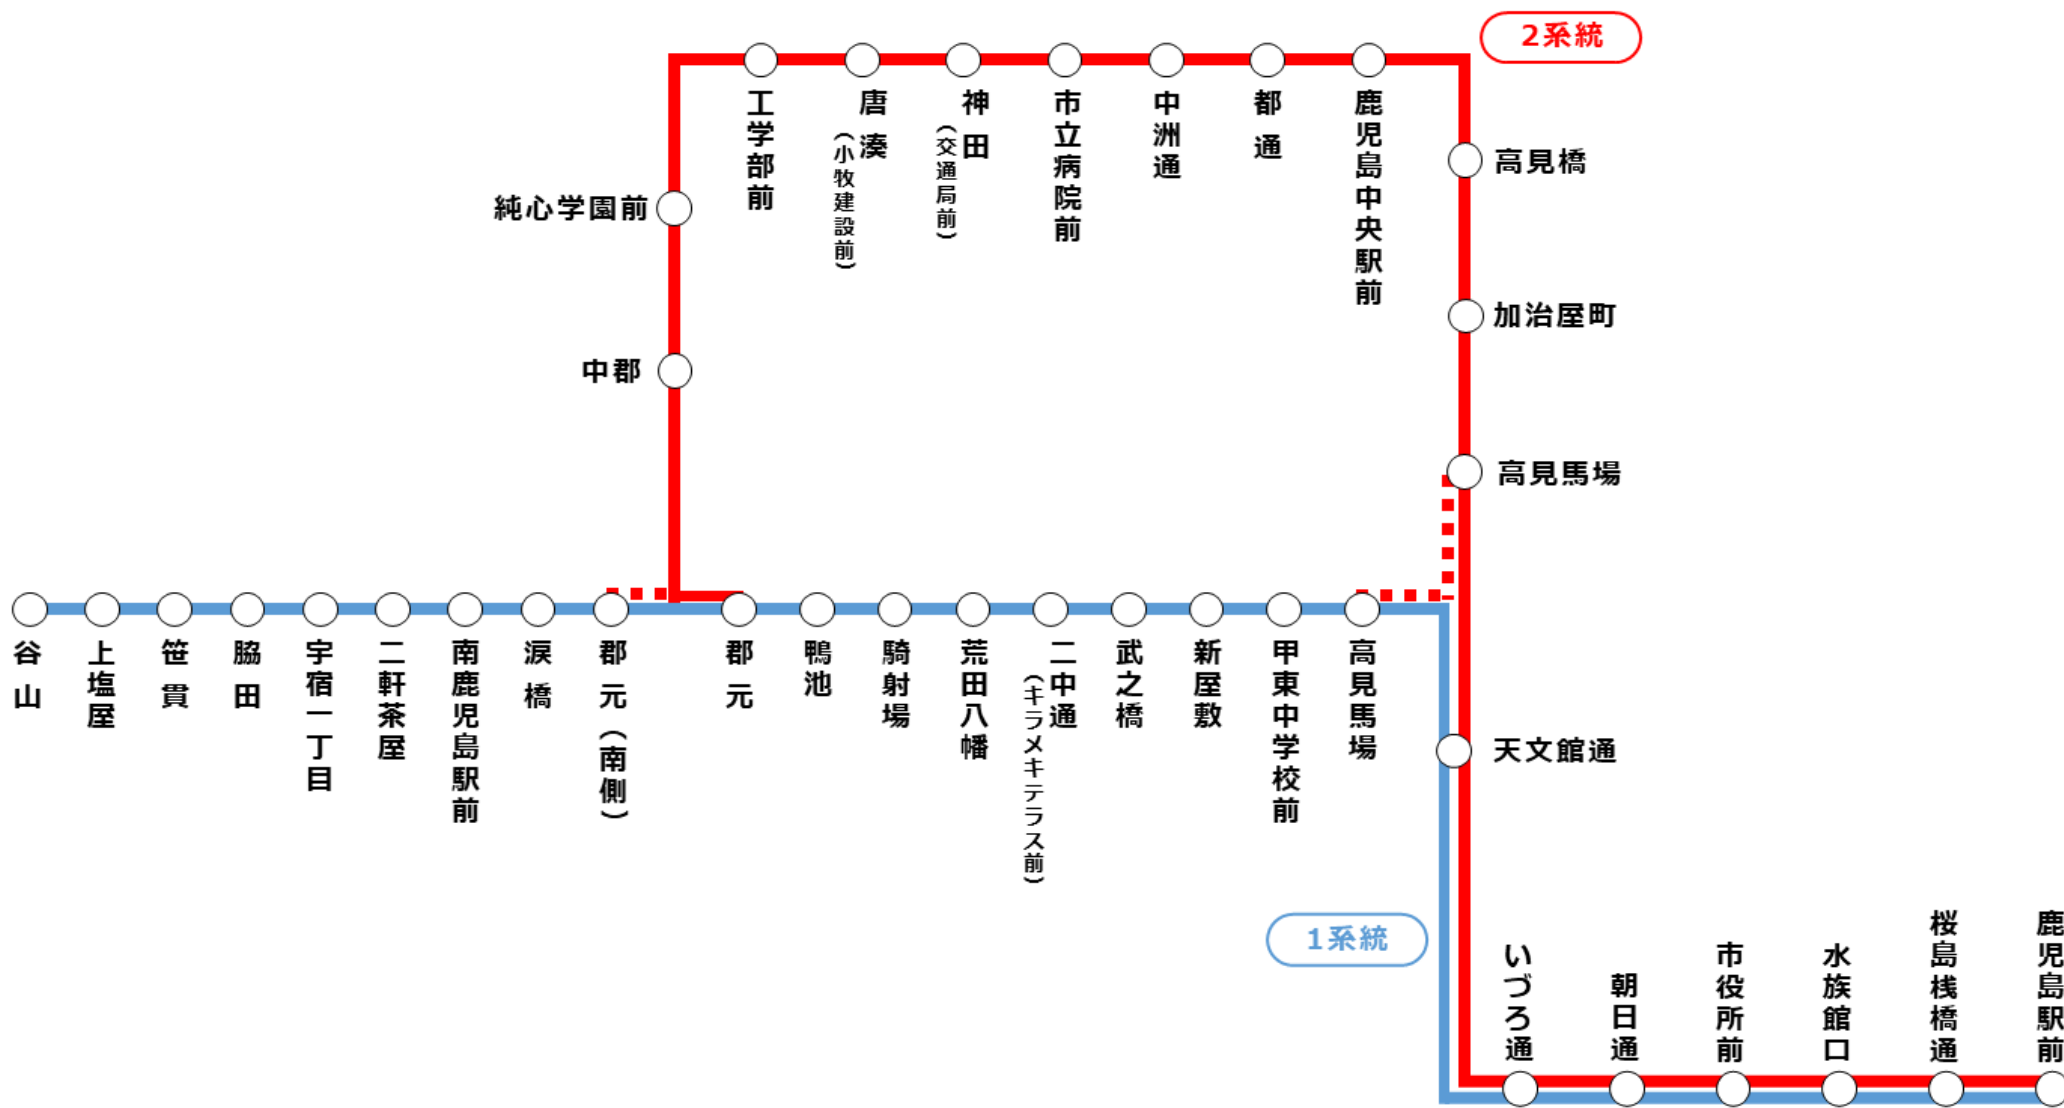 2系統
工学部前
唐湊
(小牧建設前)
神田
(交通局前)
市立病院前
中洲通
都通
鹿児島中央駅前
高見橋
純心学園前
加治屋町
中郡
高見馬場
谷山
上塩屋
笹貫
脇田
宇宿一丁目
二軒茶屋
南鹿児島駅前
涙橋
郡元(南側)
郡元
鴨池
騎射場
荒田八幡
二中通
(キラメキテラス前)
武之橋
新屋敷
甲東中学校前
高見馬場
天文館通
1系統
いづろ通
朝日通
市役所前
水族館口
桜島桟橋通
鹿児島駅前